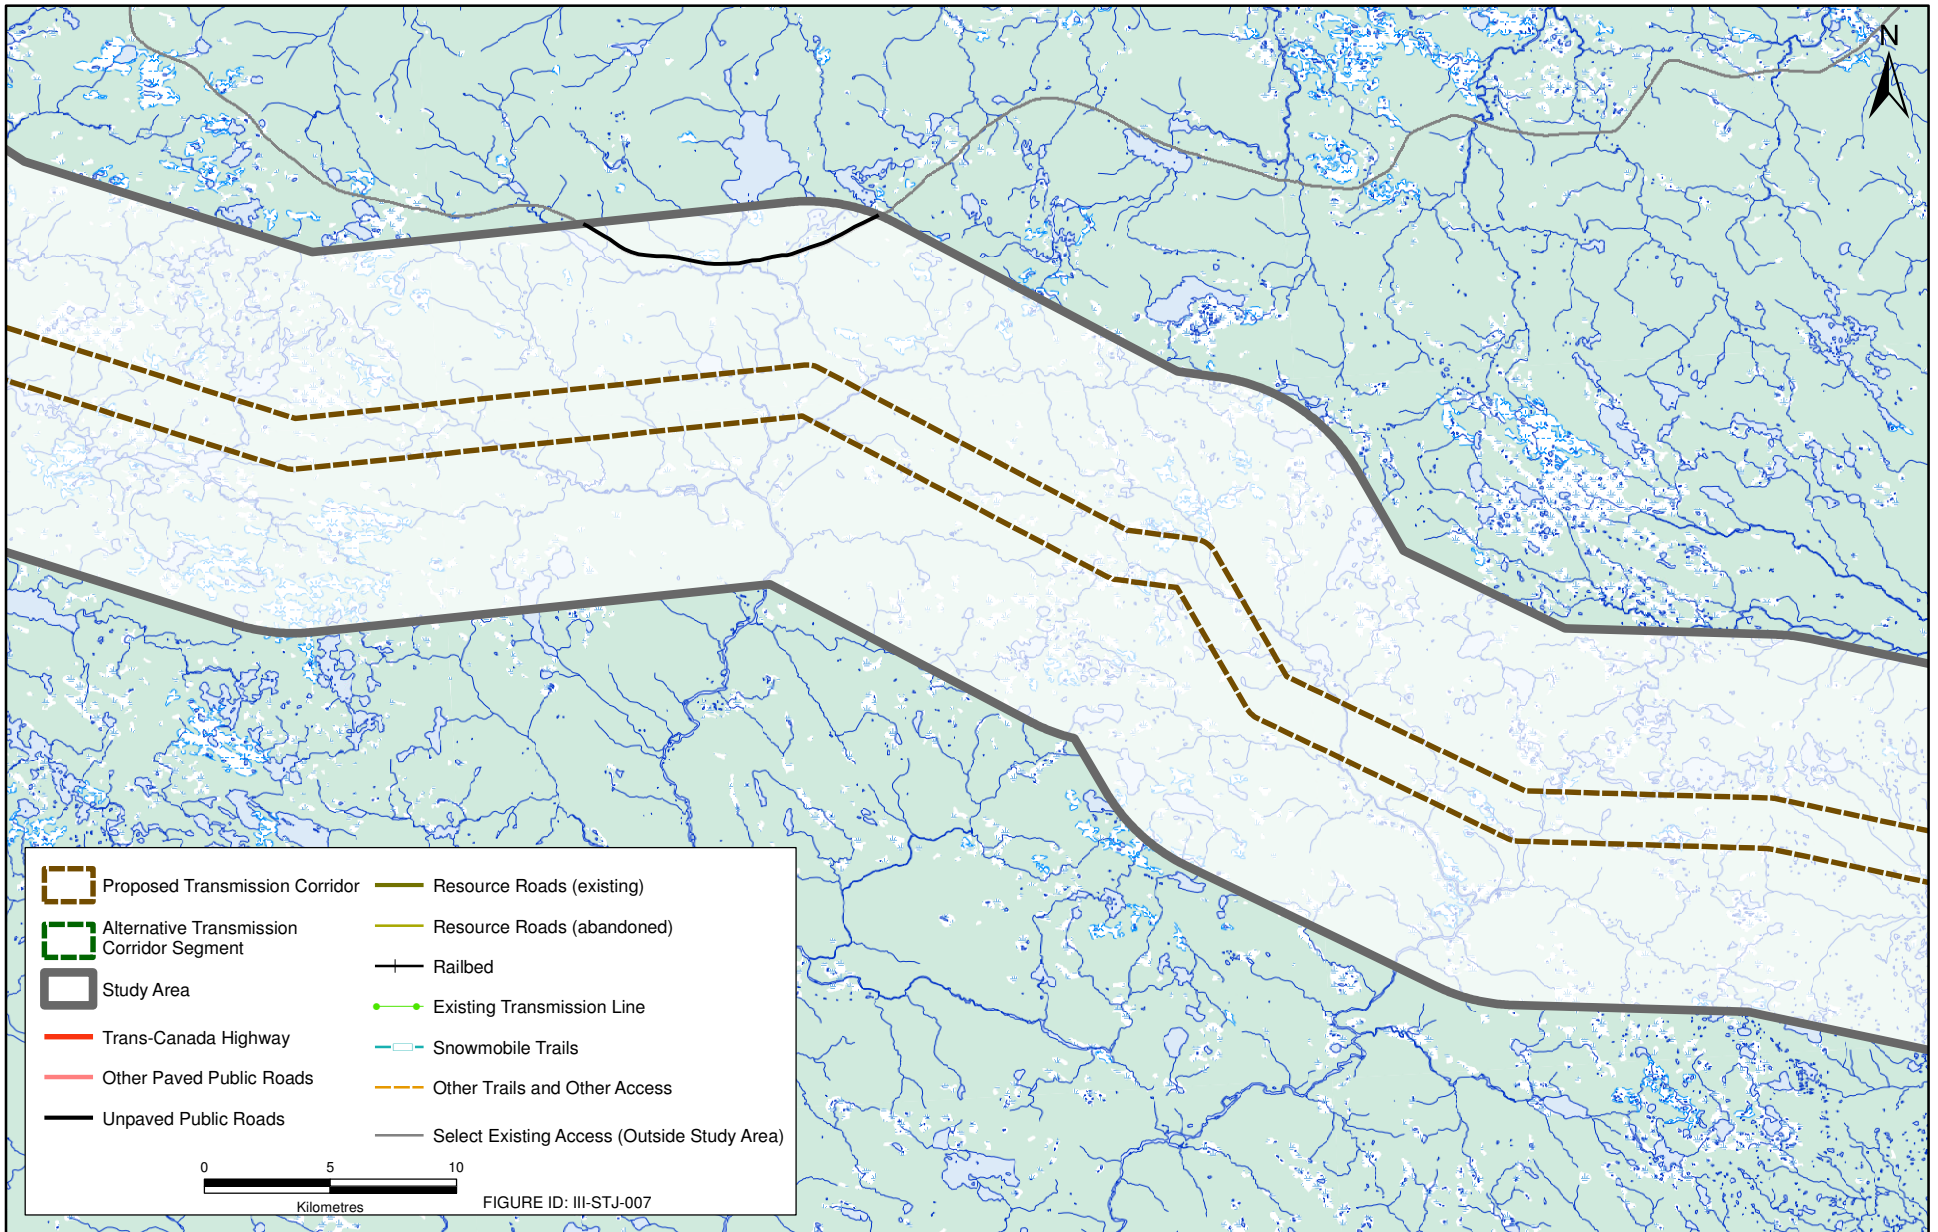 N
Proposed Transmission Corridor
Alternative Transmission
Corridor Segment
Study Area
Trans-Canada Highway
Other Paved Public Roads
Unpaved Public Roads
Resource Roads (existing)
Resource Roads (abandoned)
Railbed
Existing Transmission Line
Snowmobile Trails
Other Trails and Other Access
Select Existing Access (Outside Study Area)
0 5 10
Kilometres
FIGURE ID: III-STJ-007